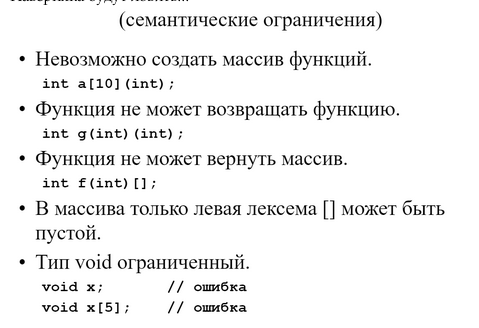 (семантические ограничения)
• Невозможно создать массив функций.
int a[10](int);
• Функция не может возвращать функцию.
int g(int)(int);
• Функция не может вернуть массив.
int f(int)[];
• В массива только левая лексема [] может быть
пустой.
• Тип void ограниченный.
void x; // ошибка
void x[5]; // ошибка